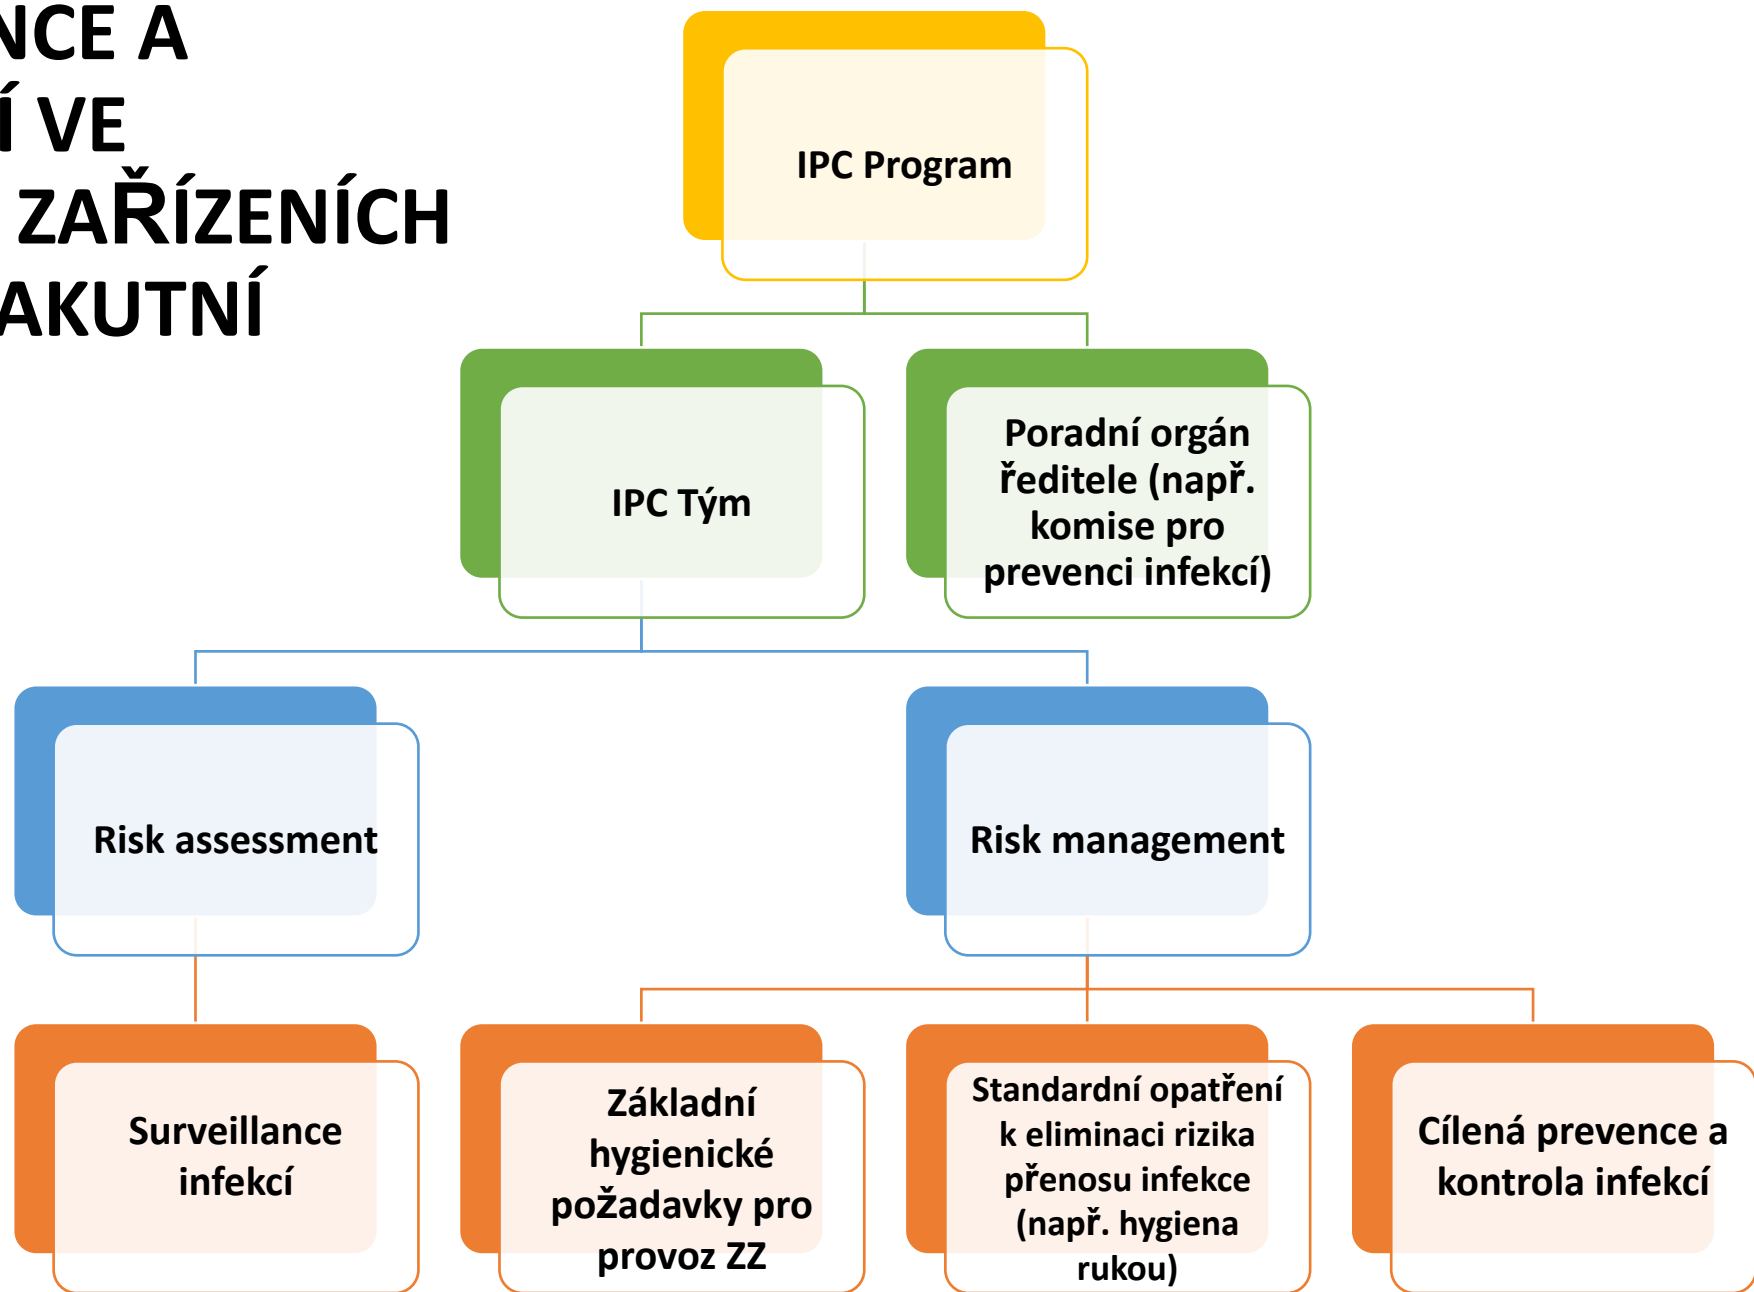 NCE A
Í VE
ZAŘÍZENÍCH
AKUTNÍ
IPC Program
IPC Tým
Poradní orgán
ředitele (např.
komise pro
prevenci infekcí)
Risk assessment
Risk management
Surveillance
infekcí
Základní
hygienické
požadavky pro
provoz ZZ
Standardní opatření
k eliminaci rizika
přenosu infekce
(např. hygiena
rukou)
Cílená prevence a
kontrola infekcí